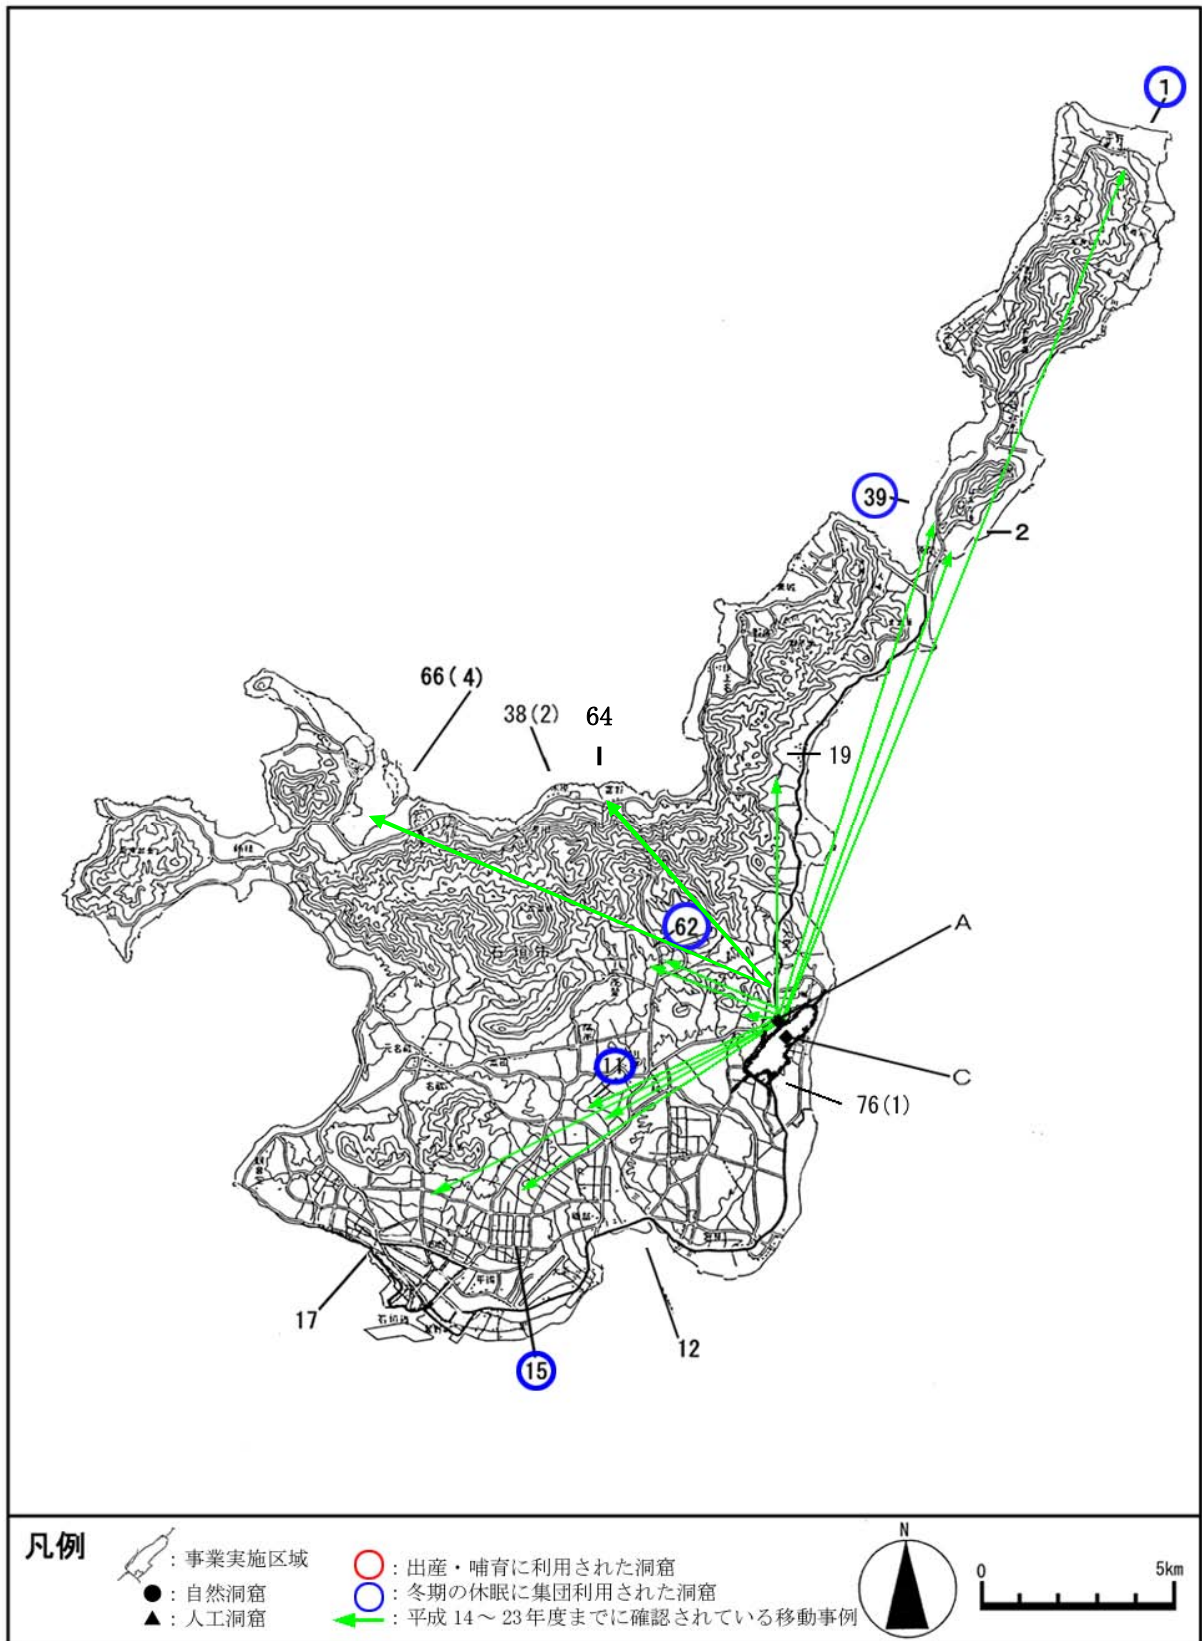 1
39
2
66(4)
38(2)
64
19
62
A
石垣市
11
C
76(1)
17
12
15
凡例
: 事業実施区域
: 自然洞窟
: 人工洞窟
: 出産・哺育に利用された洞窟
: 冬期の休眠に集団利用された洞窟
: 平成14～23年度までに確認されている移動事例
N
0 5km